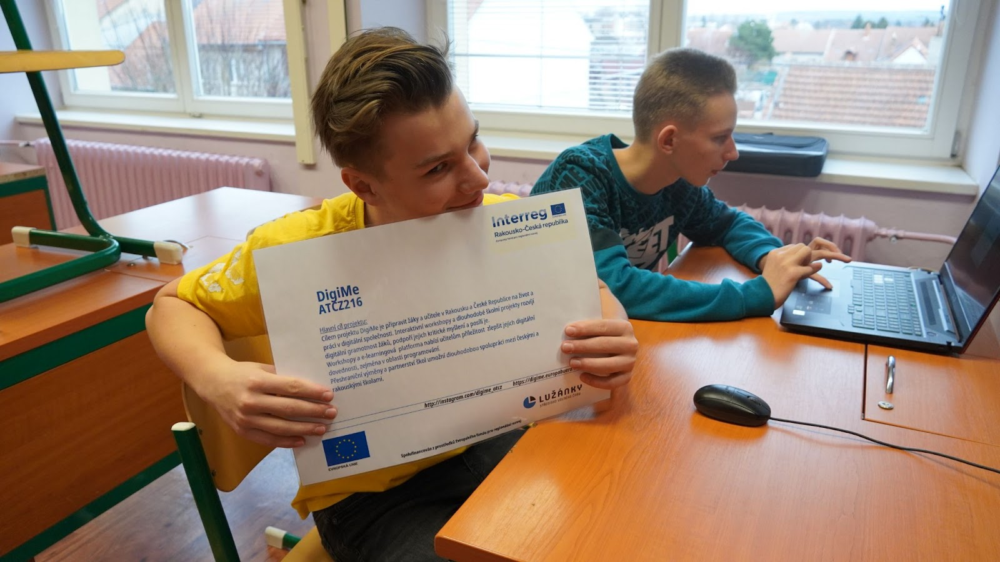 Interreg
Rakousko-Česká republika
Evropský fond pro regionální rozvoj
DigiMe
ATCZ216
Hlavní cíl projektu:
Cílem projektu DigiMe je připravit žáky a učitele v Rakousku a České Republice na život a
práci v digitální společnosti. Interaktivní workshopy a dlouhodobé školní projekty rozvíjí
digitální gramotnost žáků, podpoří jejich kritické myšlení a posílí je.
Workshopy a e-learningová platforma nabízí učitelům příležitost zlepšit jejich digitální
dovednosti, zejména v oblasti programování.
Přeshraniční výměny a partnerství škol umožní dlouhodobou spolupráci mezi českými a
rakouskými školami.
http://instagram.com/digime_atcz https://digime.europabuero.
LUŽÁNKY
STŘEDISKO VOLNÉHO ČASU
EVROPSKÁ UNIE
Spolufinancován z prostředků Evropského fondu pro regionální rozvoj